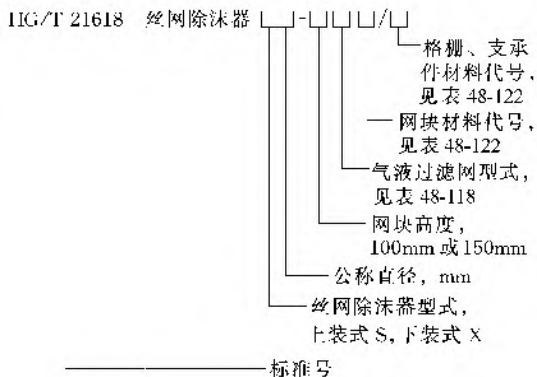 HG/T 21618 丝网除沫器 □□-□□□/□
格栅、支承
件材料代号,
见表 48-122
网块材料代号,
见表 48-122
气液过滤网型式,
见表 48-118
网块高度,
100mm 或 150mm
公称直径, mm
丝网除沫器型式,
上装式 S, 下装式 X
标准号